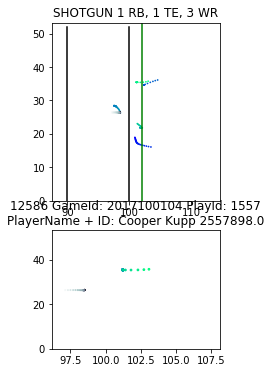 SHOTGUN 1 RB, 1 TE, 3 WR
50
40
30
20
10
0
90 100 110
12586 GameId: 2017100104 PlayId: 1557
PlayerName + ID: Cooper Kupp 2557898.0
40
20
0
97.5 100.0 102.5 105.0 107.5